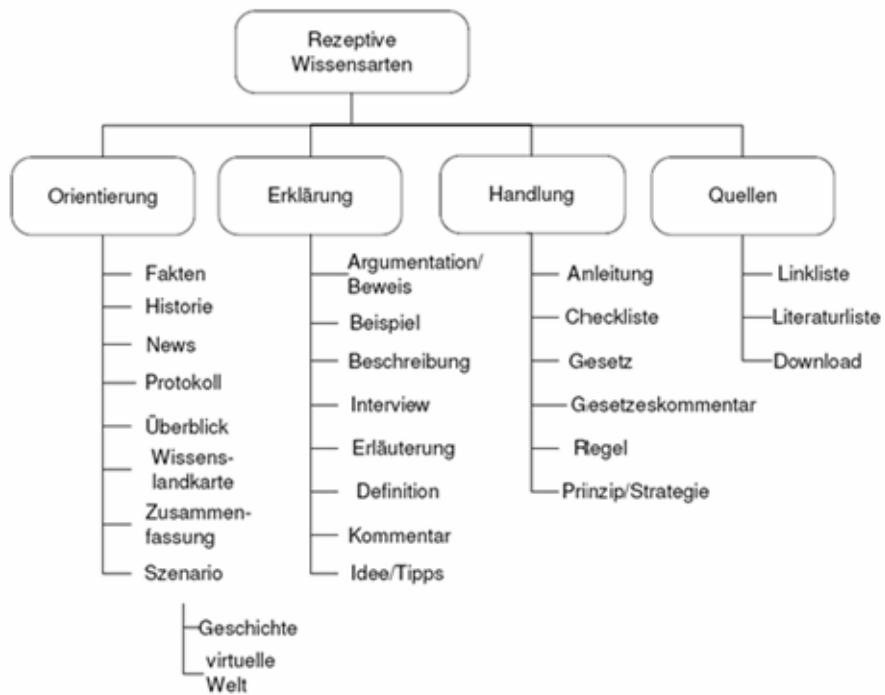 Rezeptive
Wissensarten
Orientierung
Erklärung
Handlung
Quellen
Fakten
Historie
News
Protokoll
Überblick
Wissens-
landkarte
Zusammen-
fassung
Szenario
Geschichte
virtuelle
Welt
Argumentation/
Beweis
Beispiel
Beschreibung
Interview
Erläuterung
Definition
Kommentar
Idee/Tipps
Anleitung
Checkliste
Gesetz
Gesetzeskommentar
Regel
Prinzip/Strategie
Linkliste
Literaturliste
Download